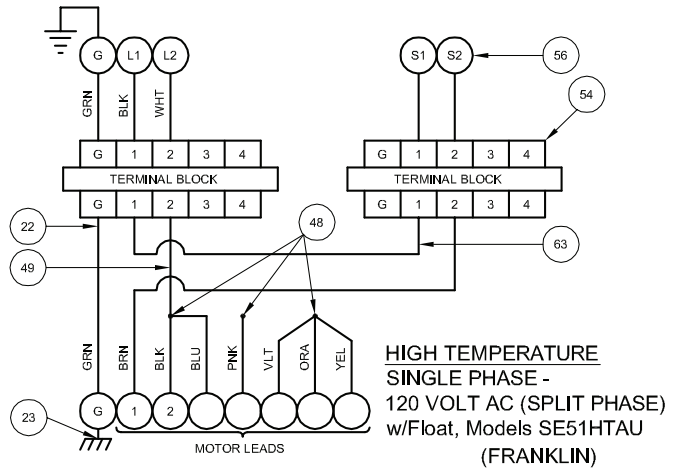 G L1 L2 S1 S2 56
GRN BLK WHT 54
G 1 2 3 4 G 1 2 3 4
TERMINAL BLOCK TERMINAL BLOCK
G 1 2 3 4 G 1 2 3 4
22 48
49 63
GRN BRN BLK BLU PNK VLT ORA YEL
HIGH TEMPERATURE
SINGLE PHASE -
120 VOLT AC (SPLIT PHASE)
w/Float, Models SE51HTAU
(FRANKLIN)
23 G 1 2
MOTOR LEADS